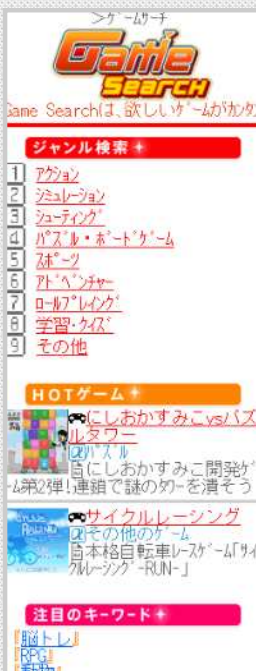 >ゲームサーチ
Game
Search
Game Searchは、欲しいゲームがカンタ
ジャンル検索
1 アクション
2 シミュレーション
3 シューティング
4 パズル・ボードゲーム
5 スポーツ
6 アドベンチャー
7 ロールプレイング
8 学習・クイズ
9 その他
HOTゲーム
にしおかすみこvsパズ
ルタワー
パズル
にしおかすみこ開発ゲ
ーム第2弾!連鎖で謎のタワーを潰そう
サイクルレーシング
その他のゲーム
本格自転車レースゲーム「サイ
クルレーシング-RUN-」
注目のキーワード
『脳トレ』
『RPG』
『動物』